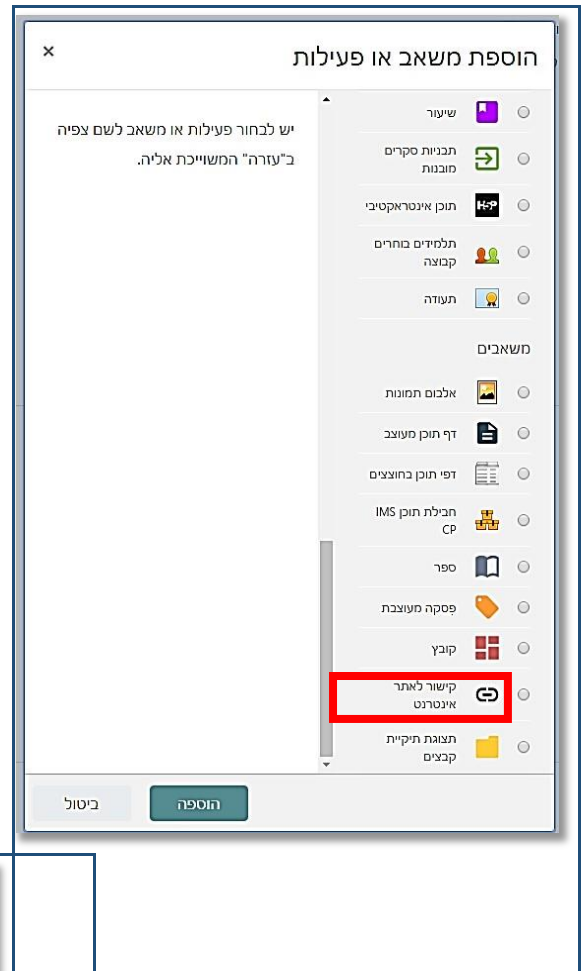 הוספת משאב או פעילות
×
שיעור
תבניות סקרים
מובנות
H-P
תוכן אינטראקטיבי
תלמידים בוחרים
קבוצה
תעודה
משאבים
אלבום תמונות
דף תוכן מעוצב
דפי תוכן בחוצצים
חבילת תוכן IMS
CP
ספר
פסקה מעוצבת
קובץ
קישור לאתר
אינטרנט
תצוגת תיקיית
קבצים
יש לבחור פעילות או משאב לשם צפיה
ב"עזרה" המשוייכת אליה.
הוספה
ביטול